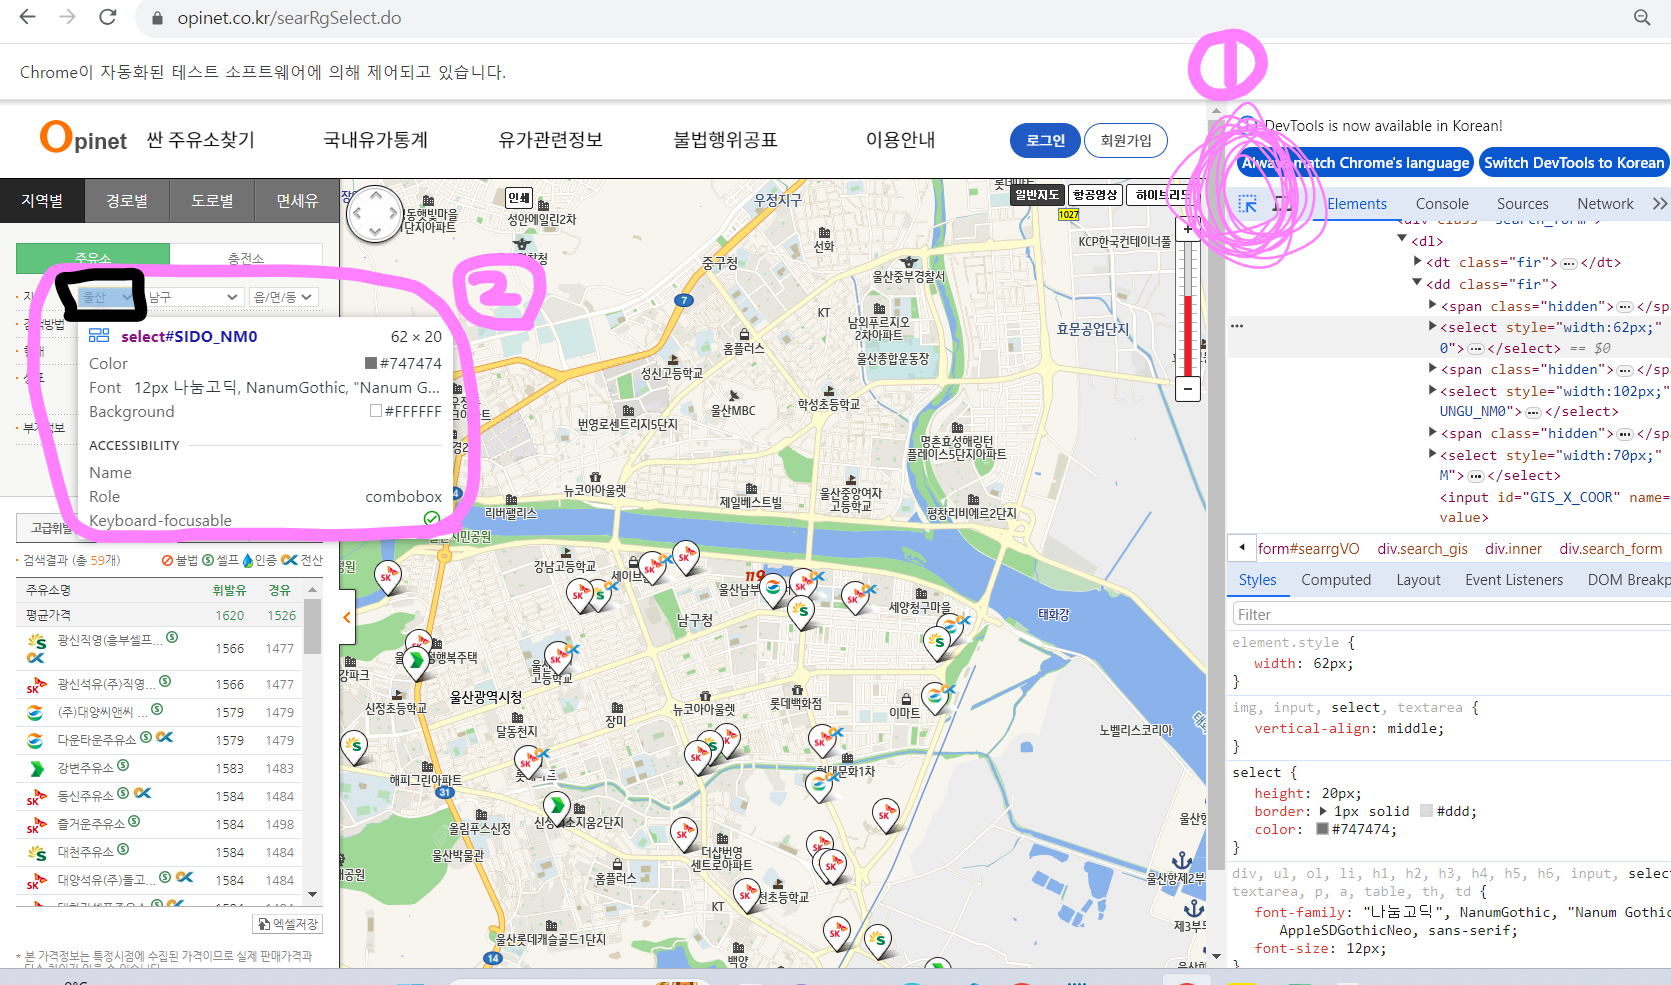 opinet.co.kr/searRgSelect.do
Chrome이 자동화된 테스트 소프트웨어에 의해 제어되고 있습니다.
1
Opinet
싼 주유소찾기
국내유가통계
유가관련정보
불법행위공표
이용안내
로그인
회원가입
지역별
경로별
도로별
면세유
주유소
충전소
울산
남구
읍/면/동
2
select#SIDO_NM0
62 × 20
Color
#747474
Font
12px 나눔고딕, NanumGothic, "Nanum G...
Background
#FFFFFF
ACCESSIBILITY
Name
Role
combobox
Keyboard-focusable
검색결과 (총 59개)
불법
셀프
인증
전산
주유소명 휘발유 경유
평균가격 1620 1526
광신직영(흥부셀프... 1566 1477
광신석유(주)직영... 1566 1477
(주)대양씨앤씨 ... 1579 1479
다운타운주유소 1579 1479
강변주유소 1583 1483
동신주유소 1584 1484
즐거운주유소 1584 1498
대천주유소 1584 1484
대양석유(주)돌고... 1584 1484
엑셀저장
* 본 가격정보는 특정시점에 수집된 가격이므로 실제 판매가격과
인쇄
일반지도
항공영상
하이브리드
1027
성안에일린2차
우정지구
선화
중구청
울산중부경찰서
KCP한국컨테이너풀
7
KT
남외푸르지오
2차아파트
효문공업단지
홈플러스
울산종합운동장
성신고등학교
울산MBC
학성초등학교
번영로센트리지5단지
명촌효성해링턴
플레이스5단지아파트
뉴코아아울렛
제일베스트빌
울산중앙여자
고등학교
리버팰리스
평창리비에르2단지
강남고등학교
119
세양청구마을
태화강
남구청
울산광역시청
신정초등학교
장미
뉴코아아울렛
롯데백화점
이마트
달동천지
노벨리스코리아
해피그린아파트
현대문화1차
31
올림푸스신정
울산박물관
더샵번영
센트로아파트
홈플러스
KT
울산롯데캐슬골드1단지
14
백양
울산항제2부
제3부두
DevTools is now available in Korean!
Always match Chrome's language
Switch DevTools to Korean
Elements
Console
Sources
Network
<dl>
<dt class="fir">…</dt>
<dd class="fir">
<span class="hidden">…</sp
<select style="width:62px;"
0">…</select> == $0
<span class="hidden">…</sp
<select style="width:102px;"
UNGU_NM0">…</select>
<span class="hidden">…</sp
<select style="width:70px;"
M">…</select>
<input id="GIS_X_COOR" name=
value>
form#searrgVO
div.search_gis
div.inner
div.search_form
Styles
Computed
Layout
Event Listeners
DOM Breakp
Filter
element.style {
width: 62px;
}
img, input, select, textarea {
vertical-align: middle;
}
select {
height: 20px;
border: 1px solid #ddd;
color: #747474;
}
div, ul, ol, li, h1, h2, h3, h4, h5, h6, input, select
textarea, p, a, table, th, td {
font-family: "나눔고딕", NanumGothic, "Nanum Gothic
AppleSDGothicNeo, sans-serif;
font-size: 12px;
}